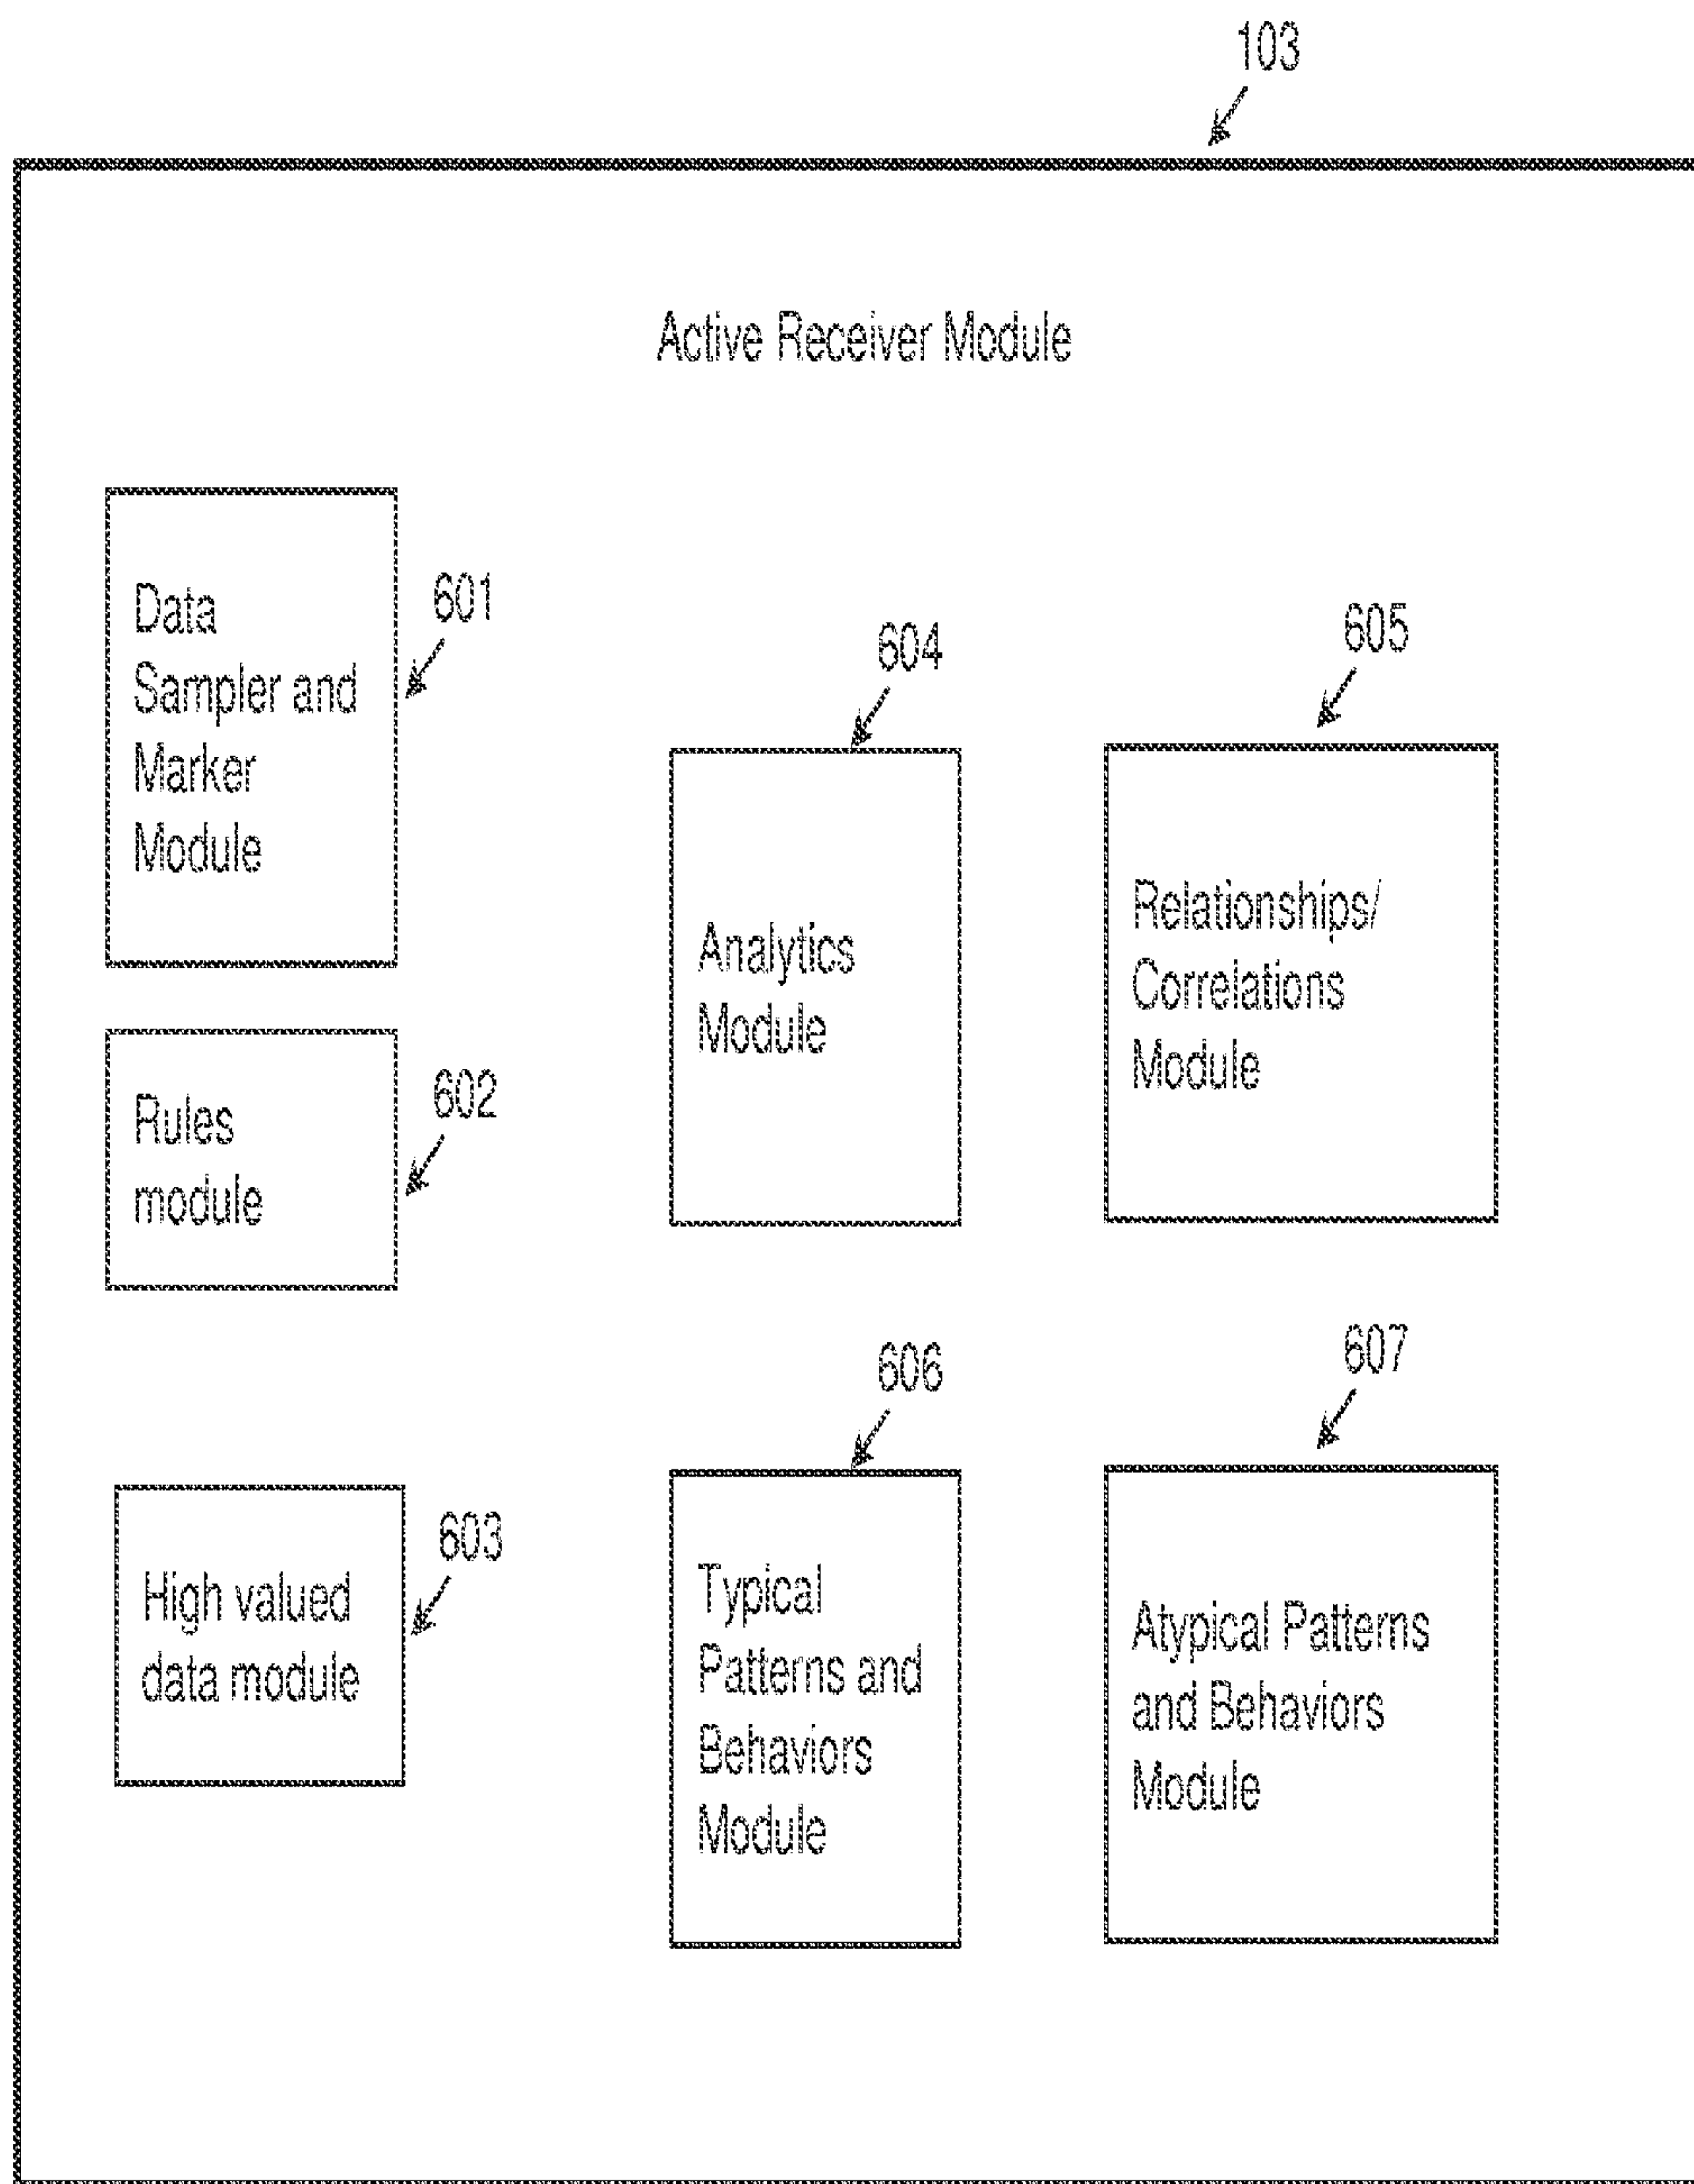 103
Active Receiver Module
Data
Sampler and
Marker
Module
601
Rules
module
602
High valued
data module
603
604
Analytics
Module
605
Relationships/
Correlations
Module
606
Typical
Patterns and
Behaviors
Module
607
Atypical Patterns
and Behaviors
Module